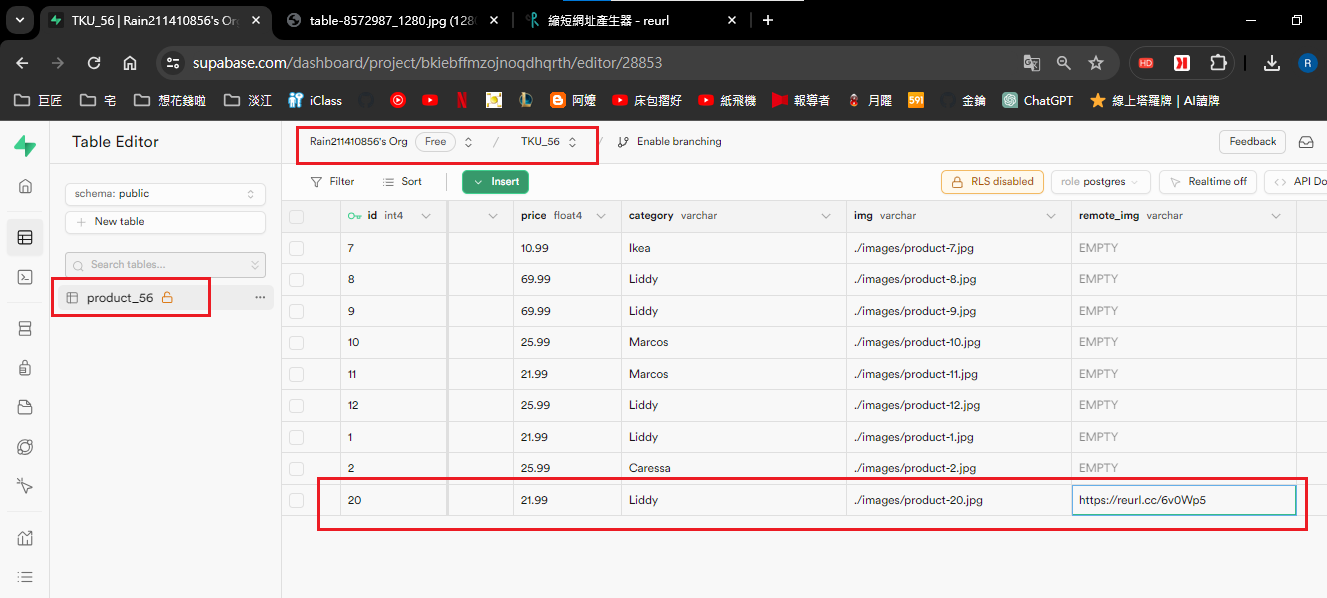 TKU_56 | Rain211410856's Or
table-8572987_1280.jpg (128
縮短網址產生器 - reurl
supabase.com/dashboard/project/bkiebffmzojnoqdhqrth/editor/28853
HD
R
巨匠 宅 想花錢啦 淡江 iClass 阿嬤 床包摺好 紙飛機 報導者 月曜 591 金鑰 ChatGPT 線上塔羅牌 | AI讀牌
Table Editor
Rain211410856's Org Free / TKU_56 / Enable branching Feedback
schema: public
New table
Search tables...
product_56
Filter Sort Insert RLS disabled role postgres Realtime off API Do
id int4 price float4 category varchar img varchar remote_img varchar
7 10.99 Ikea ./images/product-7.jpg EMPTY
8 69.99 Liddy ./images/product-8.jpg EMPTY
9 69.99 Liddy ./images/product-9.jpg EMPTY
10 25.99 Marcos ./images/product-10.jpg EMPTY
11 21.99 Marcos ./images/product-11.jpg EMPTY
12 25.99 Liddy ./images/product-12.jpg EMPTY
1 21.99 Liddy ./images/product-1.jpg EMPTY
2 25.99 Caressa ./images/product-2.jpg EMPTY
20 21.99 Liddy ./images/product-20.jpg https://reurl.cc/6v0Wp5